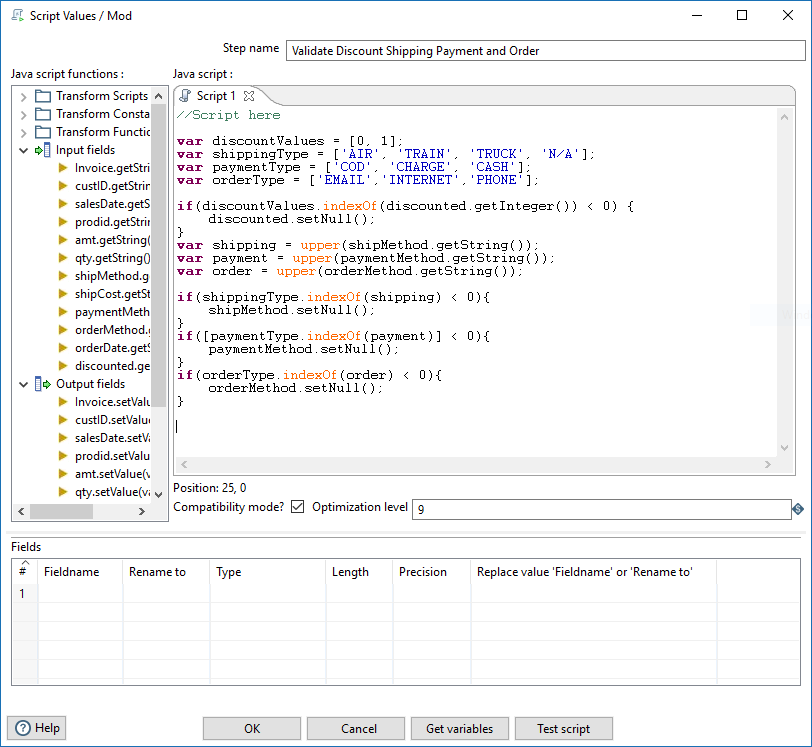 Script Values / Mod
Step name Validate Discount Shipping Payment and Order
Java script functions :
Transform Scripts
Transform Consta
Transform Functic
Input fields
Invoice.getStri
custID.getStrin
salesDate.getS
prodid.getStrin
amt.getString(
qty.getString()
shipMethod.g
shipCost.getSt
paymentMeth
orderMethod.g
orderDate.getS
discounted.ge
Output fields
Invoice.setValu
custID.setValue
salesDate.setVa
prodid.setValu
amt.setValue(v
qty.setValue(va
Java script :
Script 1
//Script here
var discountValues = [0, 1];
var shippingType = ['AIR', 'TRAIN', 'TRUCK', 'N/A'];
var paymentType = ['COD', 'CHARGE', 'CASH'];
var orderType = ['EMAIL','INTERNET','PHONE'];
if(discountValues.indexOf(discounted.getInteger()) < 0) {
discounted.setNull();
}
var shipping = upper(shipMethod.getString());
var payment = upper(paymentMethod.getString());
var order = upper(orderMethod.getString());
if(shippingType.indexOf(shipping) < 0){
shipMethod.setNull();
}
if([paymentType.indexOf(payment)] < 0){
paymentMethod.setNull();
}
if(orderType.indexOf(order) < 0){
orderMethod.setNull();
}
Position: 25, 0
Compatibility mode? Optimization level 9
Fields
# Fieldname Rename to Type Length Precision Replace value 'Fieldname' or 'Rename to'
1
Help OK Cancel Get variables Test script